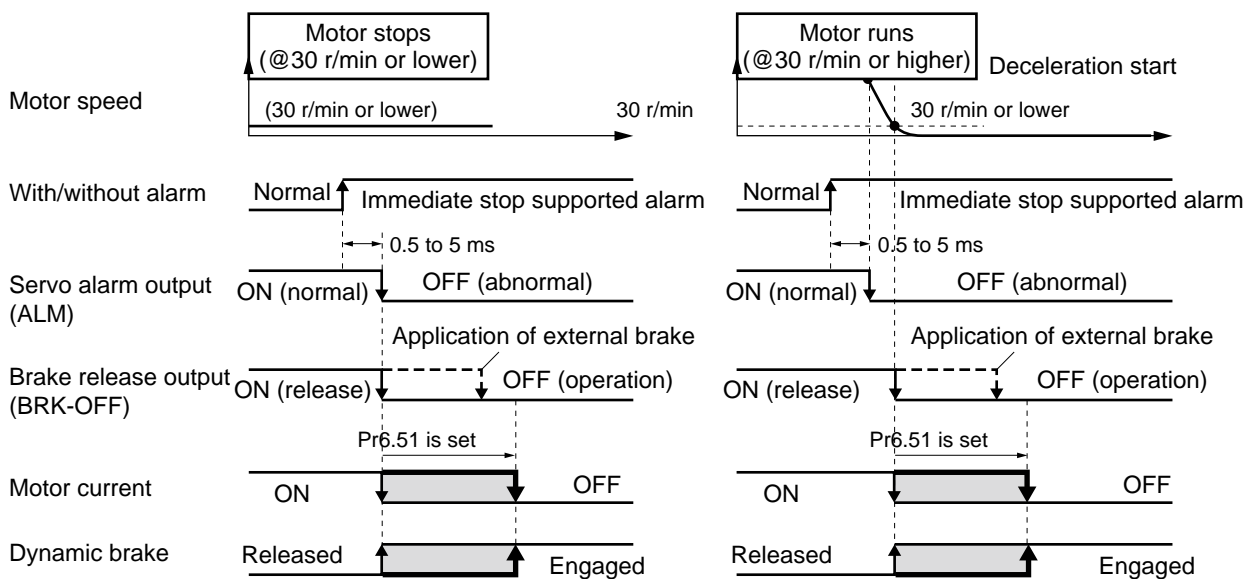 Motor stops
(@30 r/min or lower)
Motor runs
(@30 r/min or higher)
Deceleration start
Motor speed
(30 r/min or lower)
30 r/min
30 r/min or lower
With/without alarm
Normal
Immediate stop supported alarm
Normal
Immediate stop supported alarm
0.5 to 5 ms
0.5 to 5 ms
Servo alarm output
(ALM)
ON (normal)
OFF (abnormal)
ON (normal)
OFF (abnormal)
Application of external brake
Application of external brake
Brake release output
(BRK-OFF)
ON (release)
OFF (operation)
ON (release)
OFF (operation)
Pr6.51 is set
Pr6.51 is set
Motor current
ON
OFF
ON
OFF
Dynamic brake
Released
Engaged
Released
Engaged